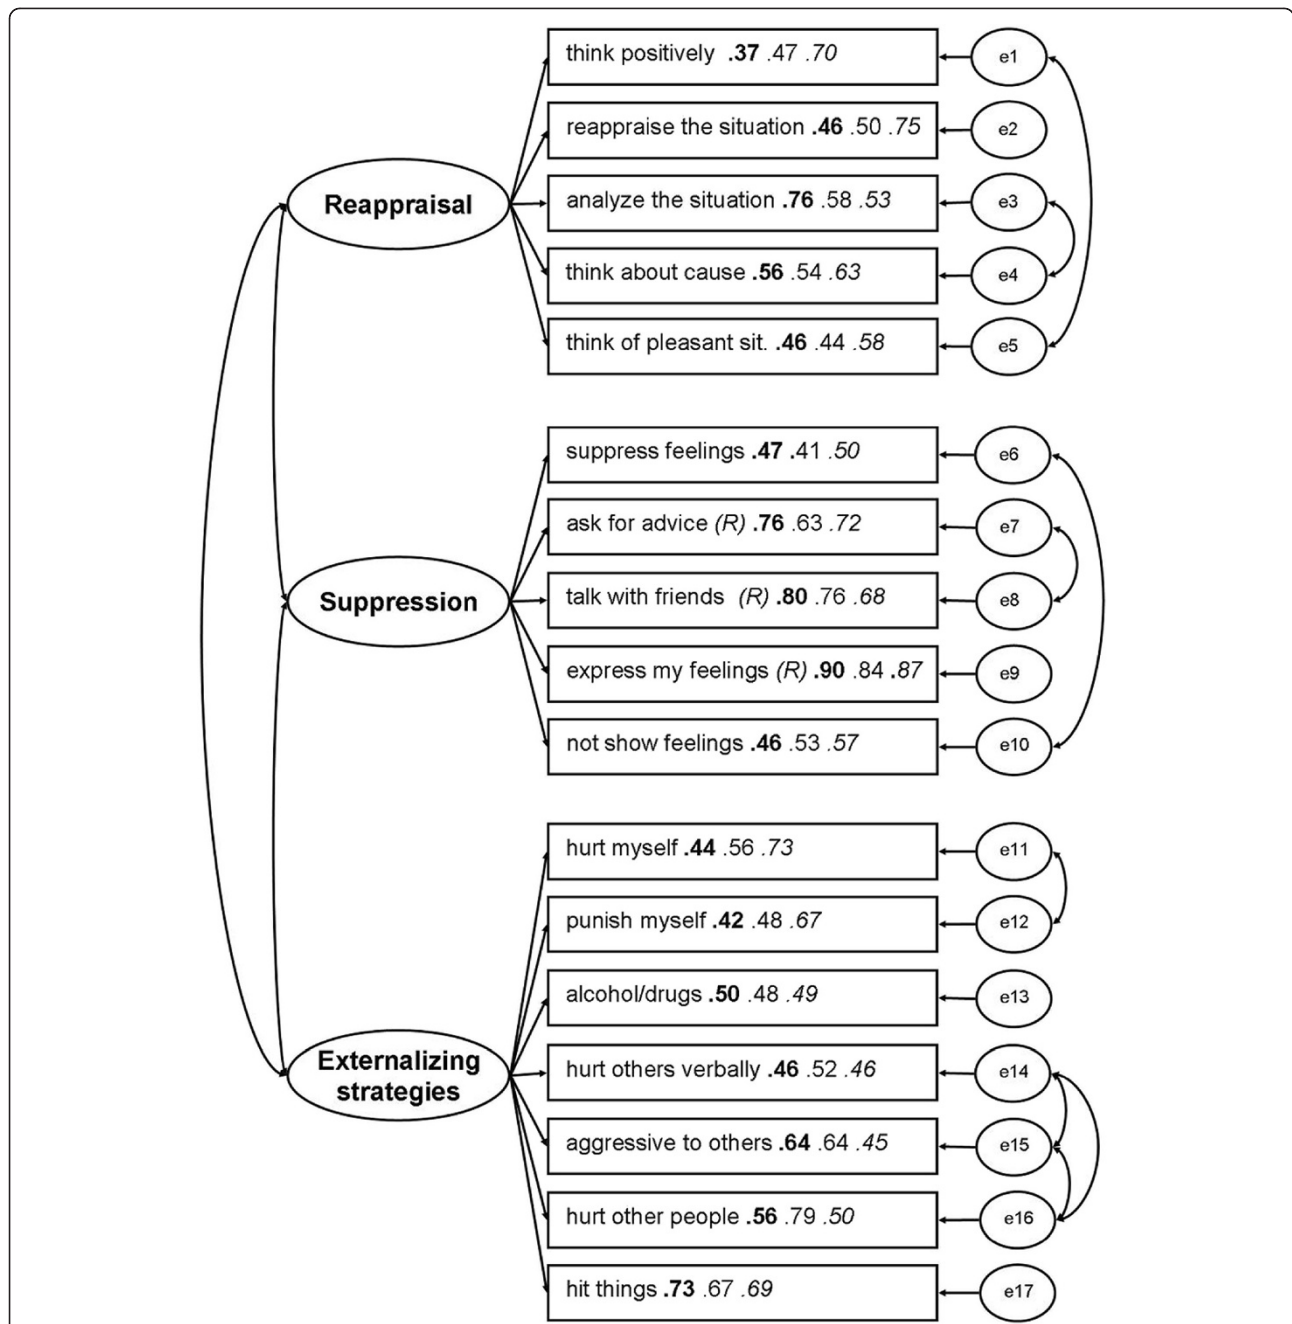 think positively .37 .47 .70
e1
reappraise the situation .46 .50 .75
e2
Reappraisal
analyze the situation .76 .58 .53
e3
think about cause .56 .54 .63
e4
think of pleasant sit. .46 .44 .58
e5
suppress feelings .47 .41 .50
e6
ask for advice (R) .76 .63 .72
e7
Suppression
talk with friends (R) .80 .76 .68
e8
express my feelings (R) .90 .84 .87
e9
not show feelings .46 .53 .57
e10
hurt myself .44 .56 .73
e11
punish myself .42 .48 .67
e12
alcohol/drugs .50 .48 .49
e13
Externalizing
strategies
hurt others verbally .46 .52 .46
e14
aggressive to others .64 .64 .45
e15
hurt other people .56 .79 .50
e16
hit things .73 .67 .69
e17